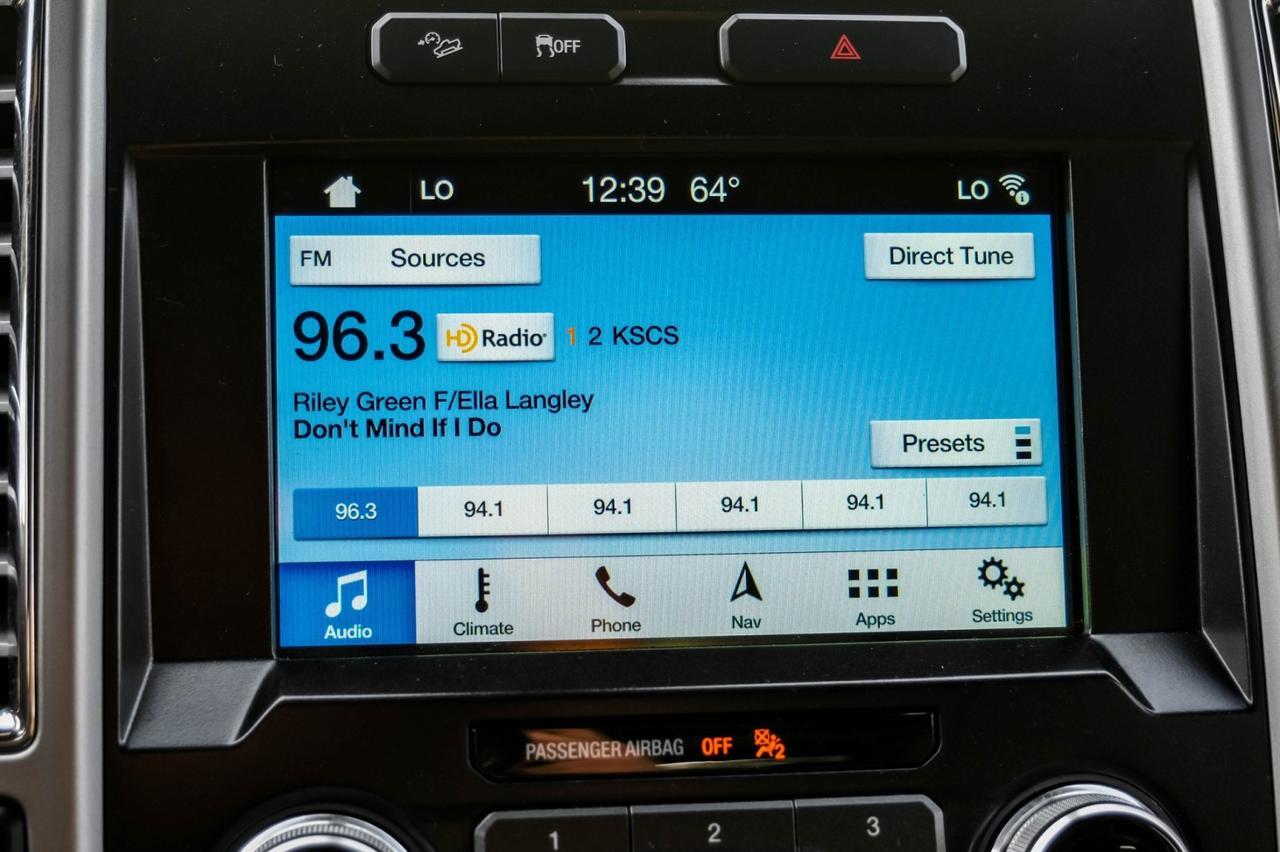 OFF
LO 12:39 64° LO
FM Sources Direct Tune
96.3 HD Radio® 1 2 KSCS
Riley Green F/Ella Langley
Don't Mind If I Do
Presets
96.3 94.1 94.1 94.1 94.1 94.1
Audio Climate Phone Nav Apps Settings
PASSENGER AIRBAG OFF 2
1 2 3